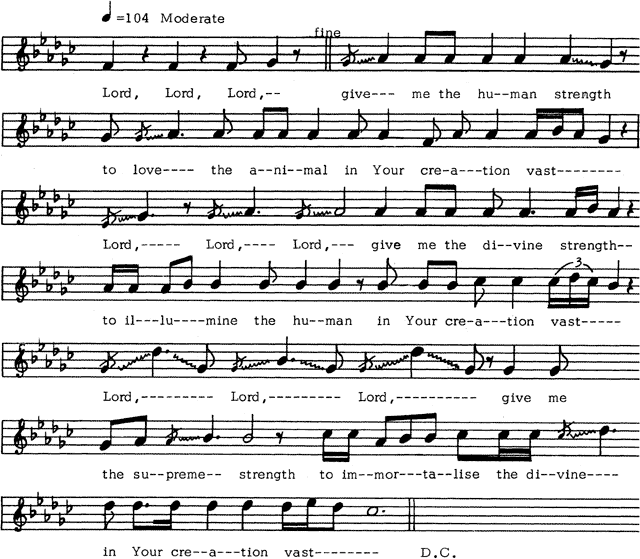 ♩=104 Moderate
fine
Lord, Lord, Lord,-- give--- me the hu--man strength
to love---- the a--ni--mal in Your cre-a---tion vast---------
Lord,----- Lord,---- Lord,--- give me the di--vine strength--
to il---lu--mine the hu--man in Your cre-a---tion vast-----
Lord,--------- Lord,--------- Lord,---------- give me
the su--preme-- strength to im--mor--ta--lise the di--vine----
in Your cre--a---tion vast-------- D.C.